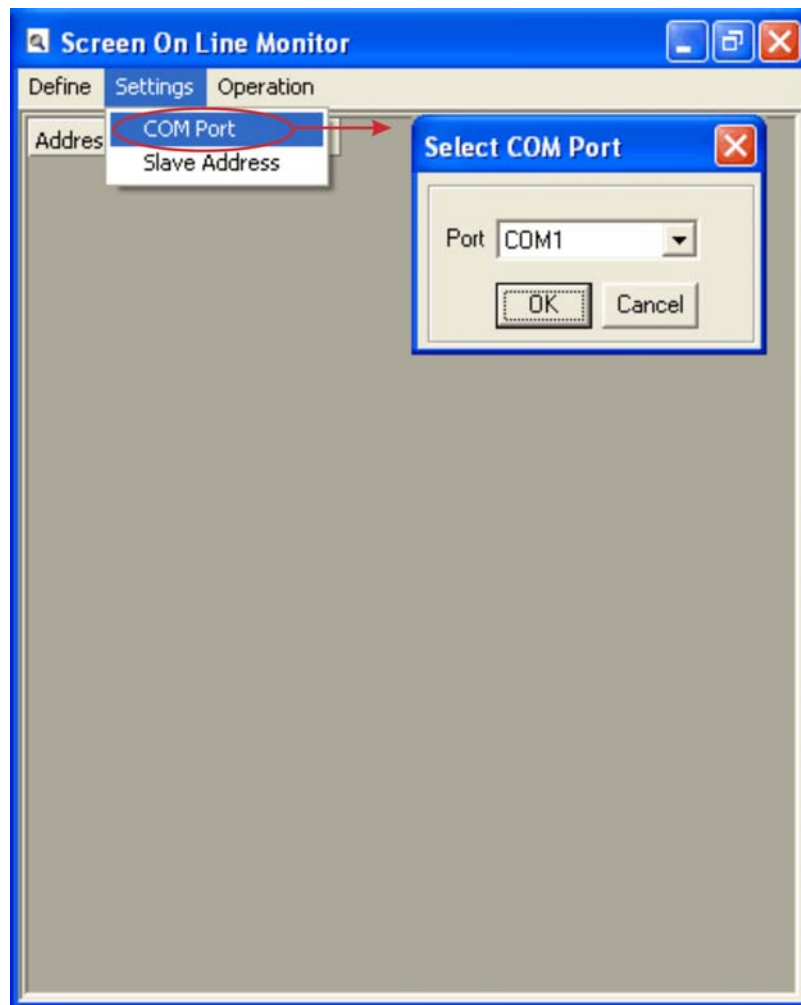 Screen On Line Monitor
Define Settings Operation
Addres
COM Port
Slave Address
Select COM Port
Port COM1
OK Cancel